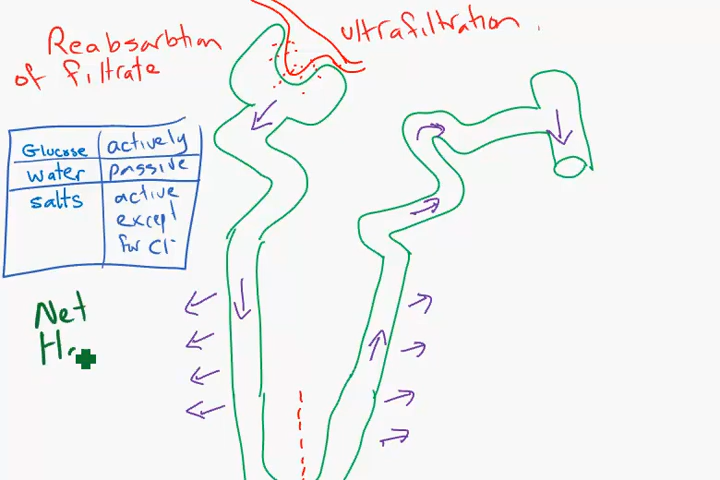 Reabsorbtion
of filtrate
ultrafiltration.
Glucose actively
water passive
salts active
except
for Cl⁻
Net